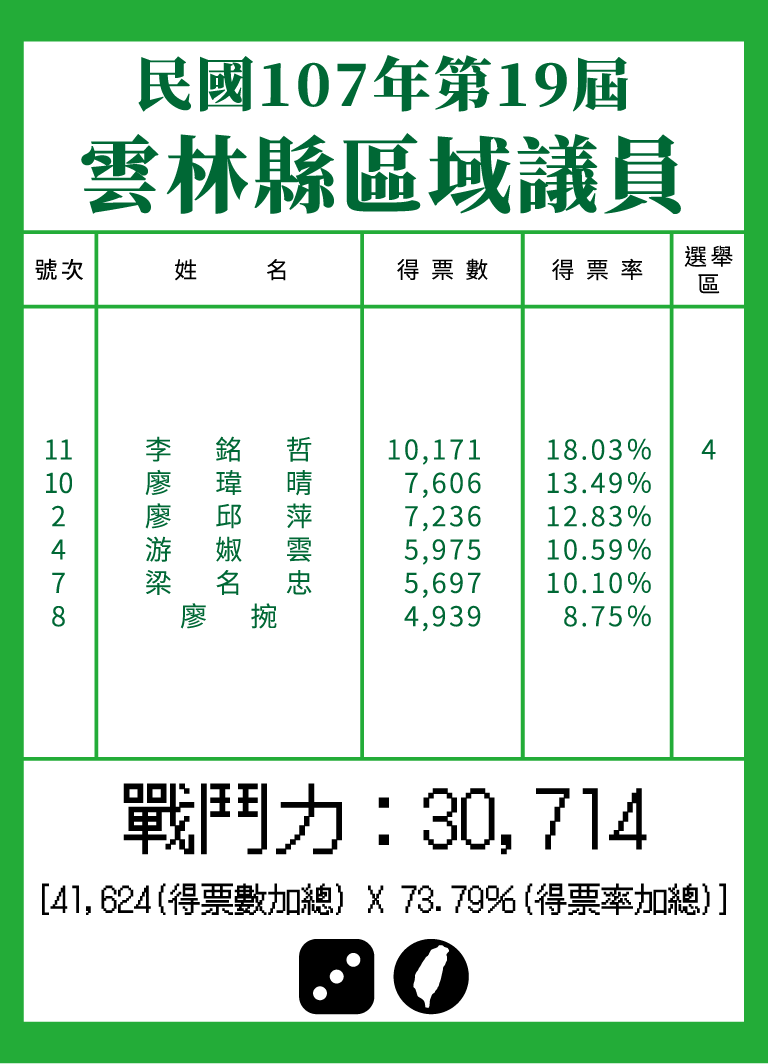 民國107年第19屆
雲林縣區域議員
號次 姓名 得票數 得票率 選舉區
11 李銘哲 10,171 18.03% 4
10 廖瑋晴 7,606 13.49%
2 廖邱萍 7,236 12.83%
4 游婌雲 5,975 10.59%
7 梁名忠 5,697 10.10%
8 廖捥 4,939 8.75%
戰鬥力：30,714
[41,624(得票數加總) X 73.79%(得票率加總)]